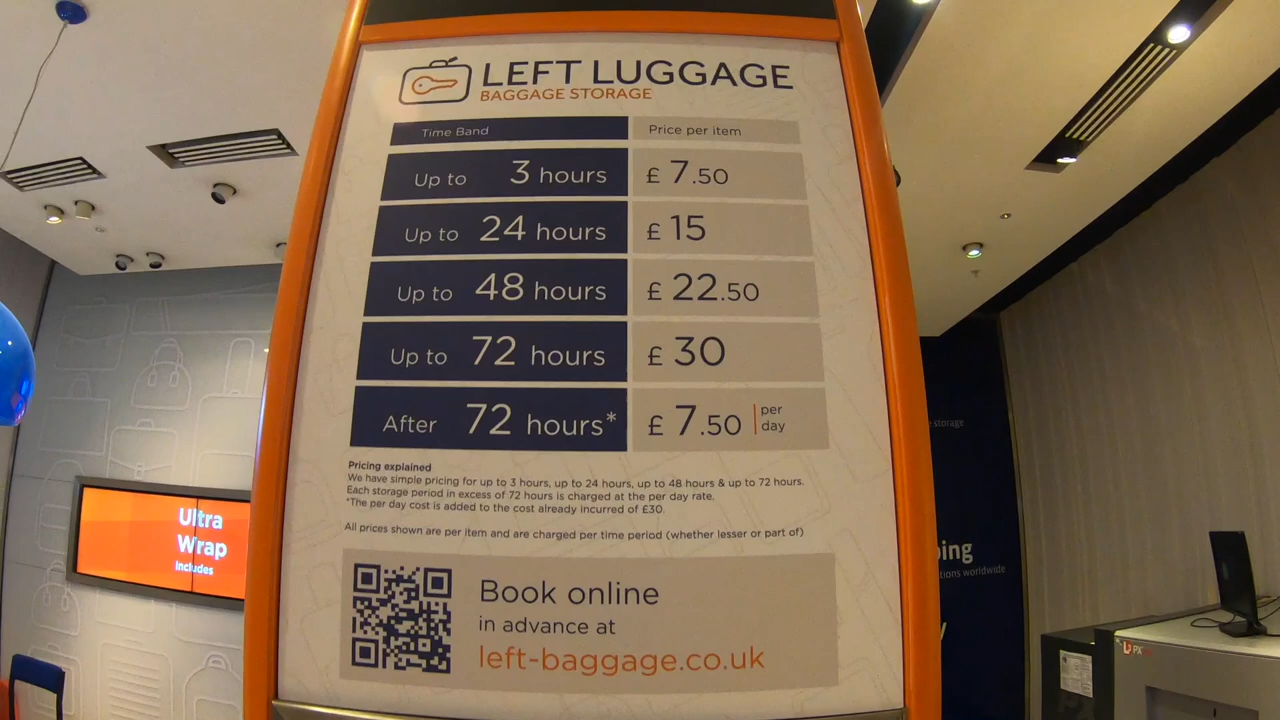 LEFT LUGGAGE
BAGGAGE STORAGE
Time Band Price per item
Up to 3 hours £ 7.50
Up to 24 hours £ 15
Up to 48 hours £ 22.50
Up to 72 hours £ 30
After 72 hours* £ 7.50 per day
Pricing explained
We have simple pricing for up to 3 hours, up to 24 hours, up to 48 hours & up to 72 hours.
Each storage period in excess of 72 hours is charged at the per day rate.
*The per day cost is added to the cost already incurred of £30.
All prices shown are per item and are charged per time period (whether lesser or part of)
Book online
in advance at
left-baggage.co.uk
Ultra
Wrap
Includes
storage
ping
tions worldwide